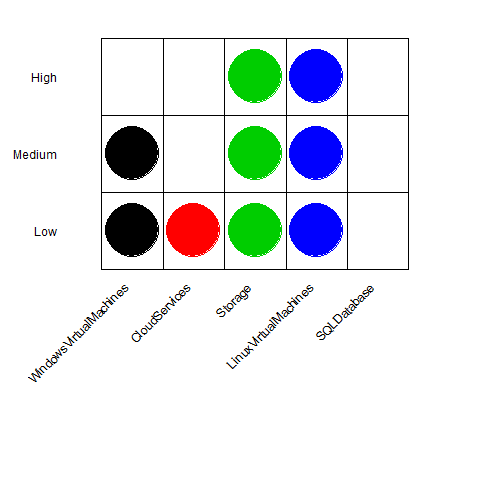 High
Medium
Low
WindowsVirtualMachines
CloudServices
Storage
LinuxVirtualMachines
SQLDatabase